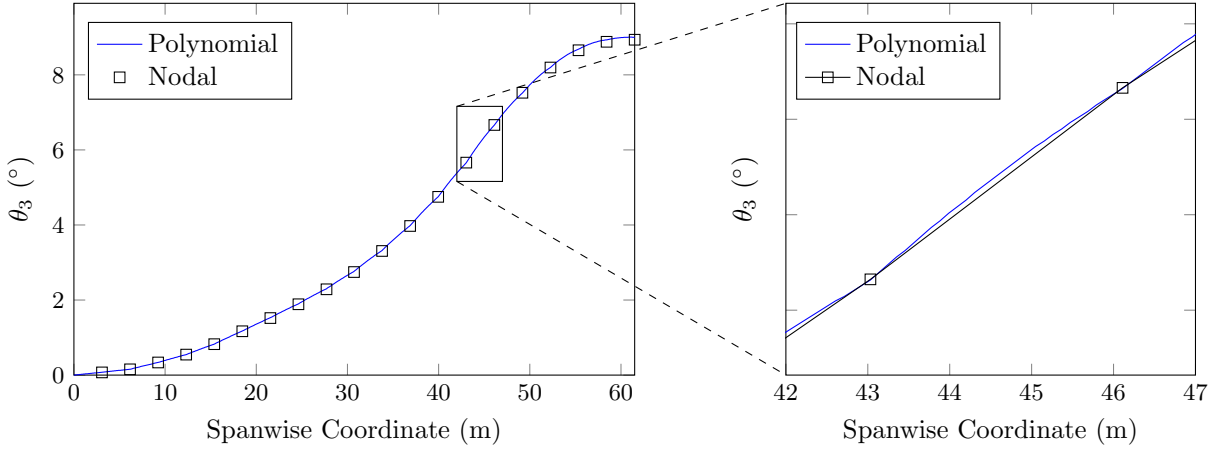 Polynomial
Nodal
θ₃ (°)
8
6
4
2
0
0 10 20 30 40 50 60
Spanwise Coordinate (m)
Polynomial
Nodal
θ₃ (°)
42 43 44 45 46 47
Spanwise Coordinate (m)